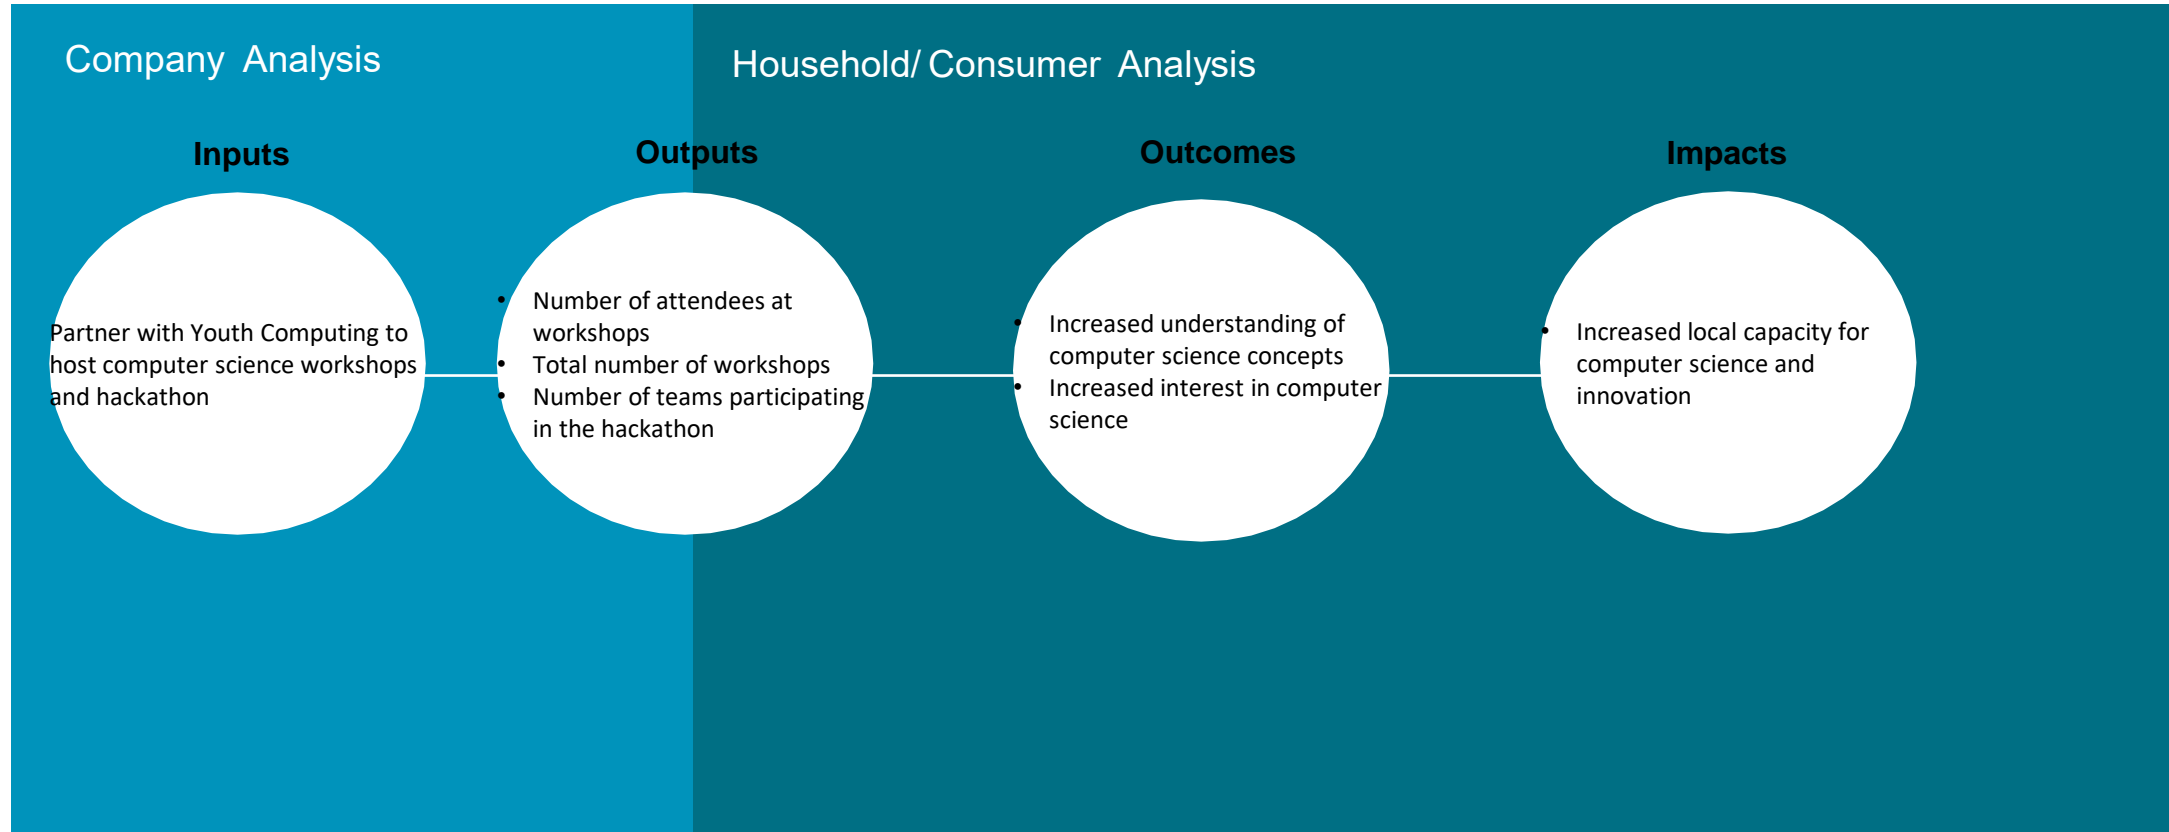 Company Analysis
Household/ Consumer Analysis
Inputs
Partner with Youth Computing to
host computer science workshops
and hackathon
Outputs
• Number of attendees at
workshops
• Total number of workshops
• Number of teams participating
in the hackathon
Outcomes
• Increased understanding of
computer science concepts
• Increased interest in computer
science
Impacts
• Increased local capacity for
computer science and
innovation